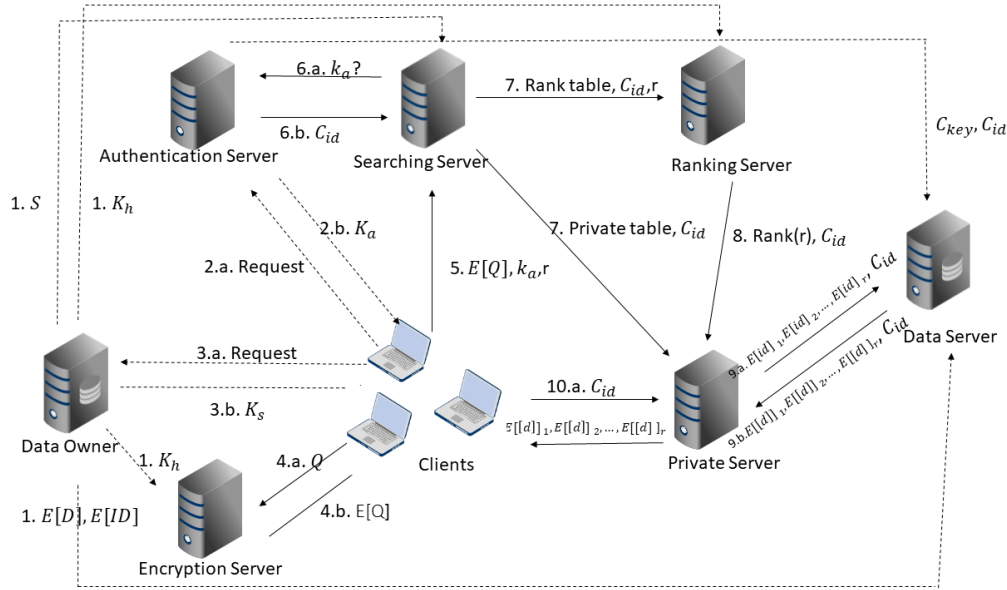 6.a. k_a?
7. Rank table, C_id,r
6.b. C_id
C_key, C_id
Authentication Server
Searching Server
Ranking Server
1. S
1. K_h
2.b. K_a
7. Private table, C_id
8. Rank(r), C_id
2.a. Request
5. E[Q], k_a,r
9.a. E[id]_1, E[id]_2,..., E[id]_r, C_id
Data Server
3.a. Request
9.b.E[[d]]_1, E[[d]]_2,..., E[[d]]_r, C_id
10.a. C_id
3.b. K_s
E[[d]]_1, E[[d]]_2,..., E[[d]]_r
Data Owner
1. K_h
4.a. Q
Clients
Private Server
1. E[D], E[ID]
4.b. E[Q]
Encryption Server